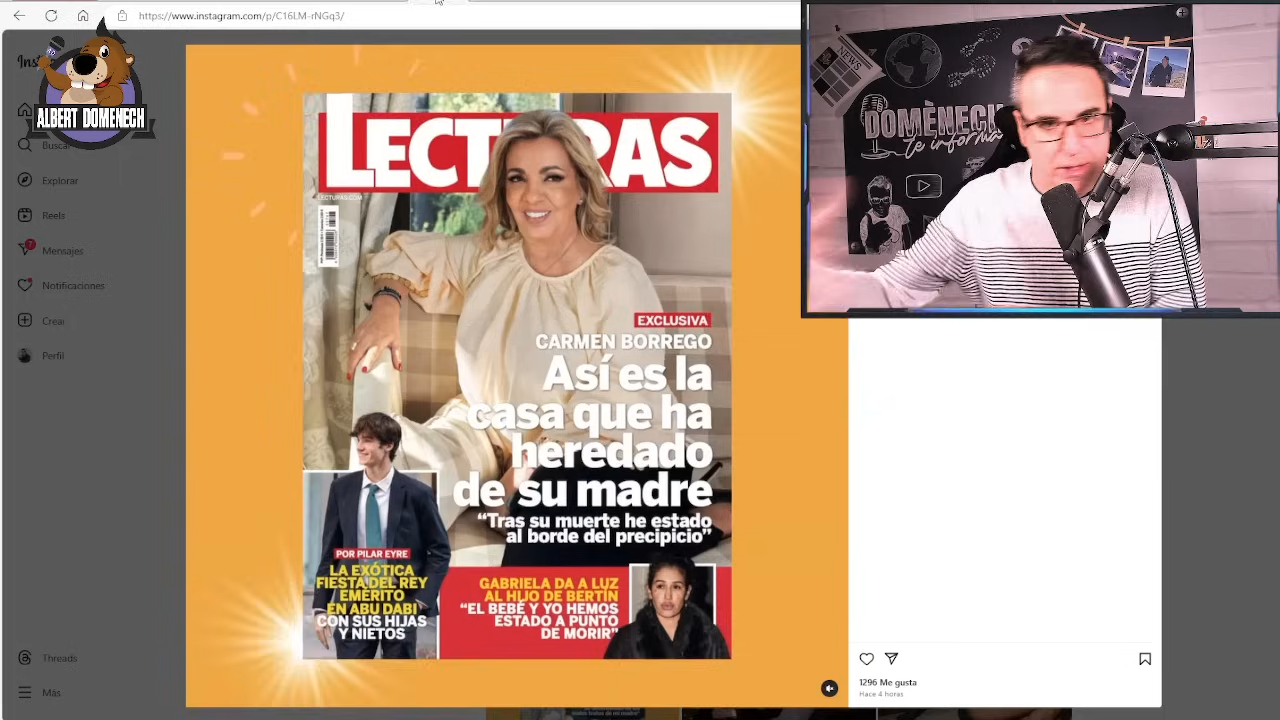 https://www.instagram.com/p/C16LM-rNGq3/
ALBERT DOMENECH
Busca
Explorar
Reels
7
Mensajes
Notificaciones
Crear
Perfil
Threads
Más
LECTURAS
LECTURAS.COM
EXCLUSIVA
CARMEN BORREGO
Así es la
casa que ha
heredado
de su madre
“Tras su muerte he estado
al borde del precipicio”
POR PILAR EYRE
LA EXÓTICA
FIESTA DEL REY
EMÉRITO
EN ABU DABI
CON SUS HIJAS
Y NIETOS
GABRIELA DA A LUZ
AL HIJO DE BERTÍN
“EL BEBÉ Y YO HEMOS
ESTADO A PUNTO
DE MORIR”
NEWS
DOMÈNECH
te informa
1296 Me gusta
Hace 4 horas